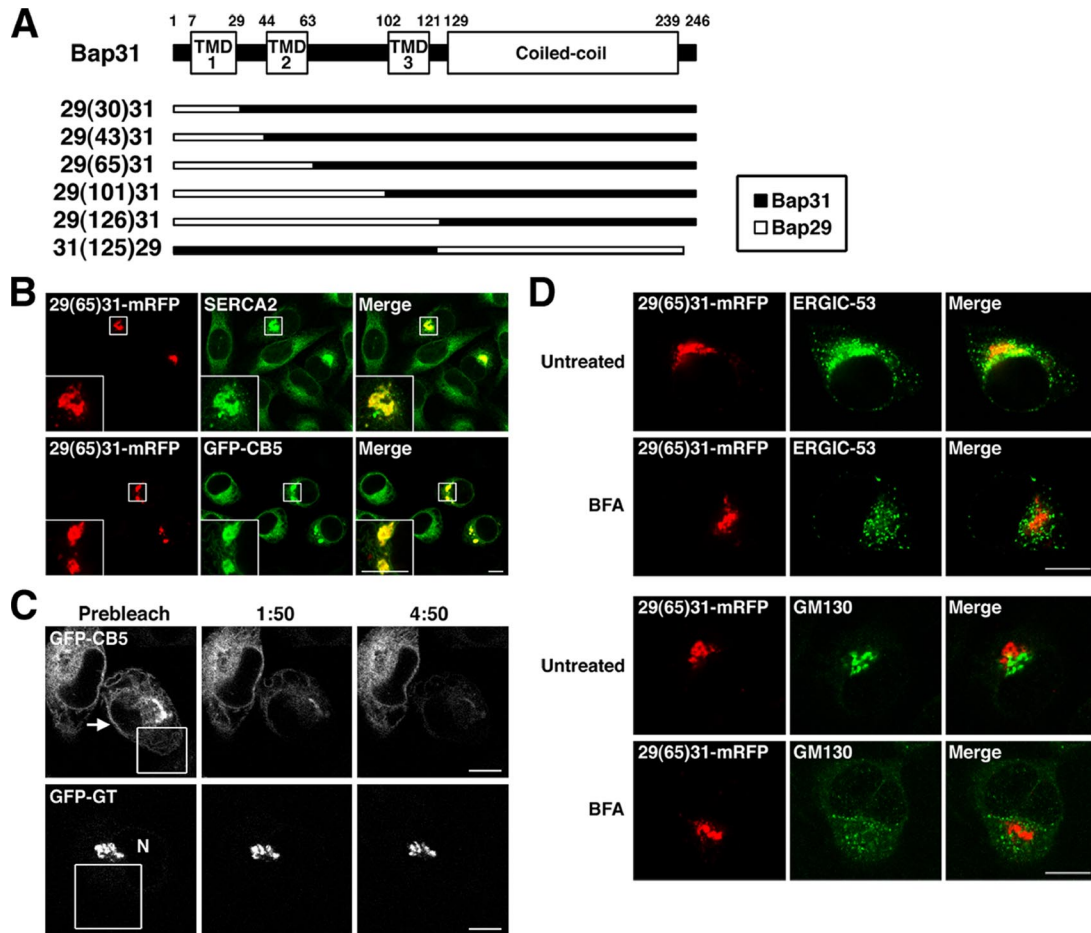 A
1 7 29 44 63 102 121 129 239 246
Bap31
TMD 1
TMD 2
TMD 3
Coiled-coil
29(30)31
29(43)31
29(65)31
29(101)31
29(126)31
31(125)29
Bap31
Bap29
B
29(65)31-mRFP SERCA2 Merge
29(65)31-mRFP GFP-CB5 Merge
C
Prebleach 1:50 4:50
GFP-CB5
GFP-GT
N
D
29(65)31-mRFP ERGIC-53 Merge
Untreated
29(65)31-mRFP ERGIC-53 Merge
BFA
29(65)31-mRFP GM130 Merge
Untreated
29(65)31-mRFP GM130 Merge
BFA